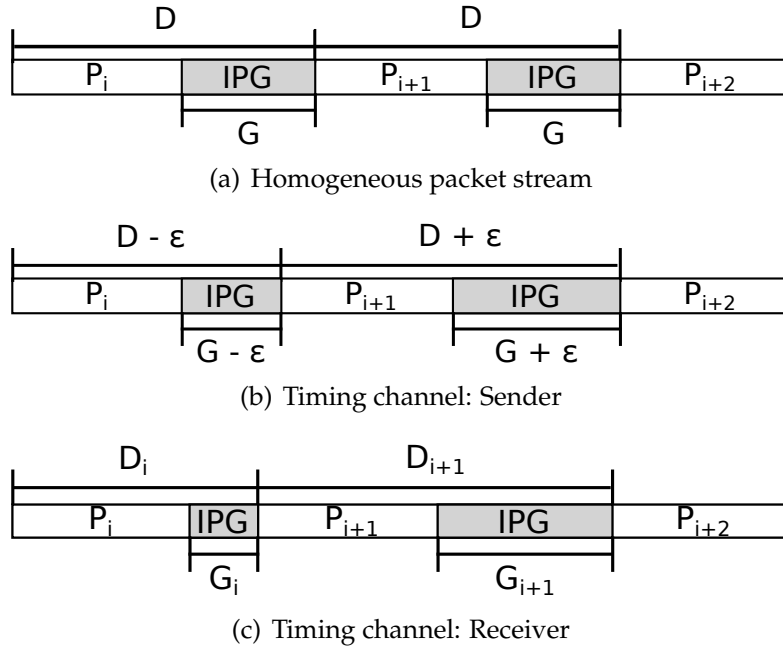 D D
P_i IPG P_{i+1} IPG P_{i+2}
G G
(a) Homogeneous packet stream
D - ε D + ε
P_i IPG P_{i+1} IPG P_{i+2}
G - ε G + ε
(b) Timing channel: Sender
D_i D_{i+1}
P_i IPG P_{i+1} IPG P_{i+2}
G_i G_{i+1}
(c) Timing channel: Receiver